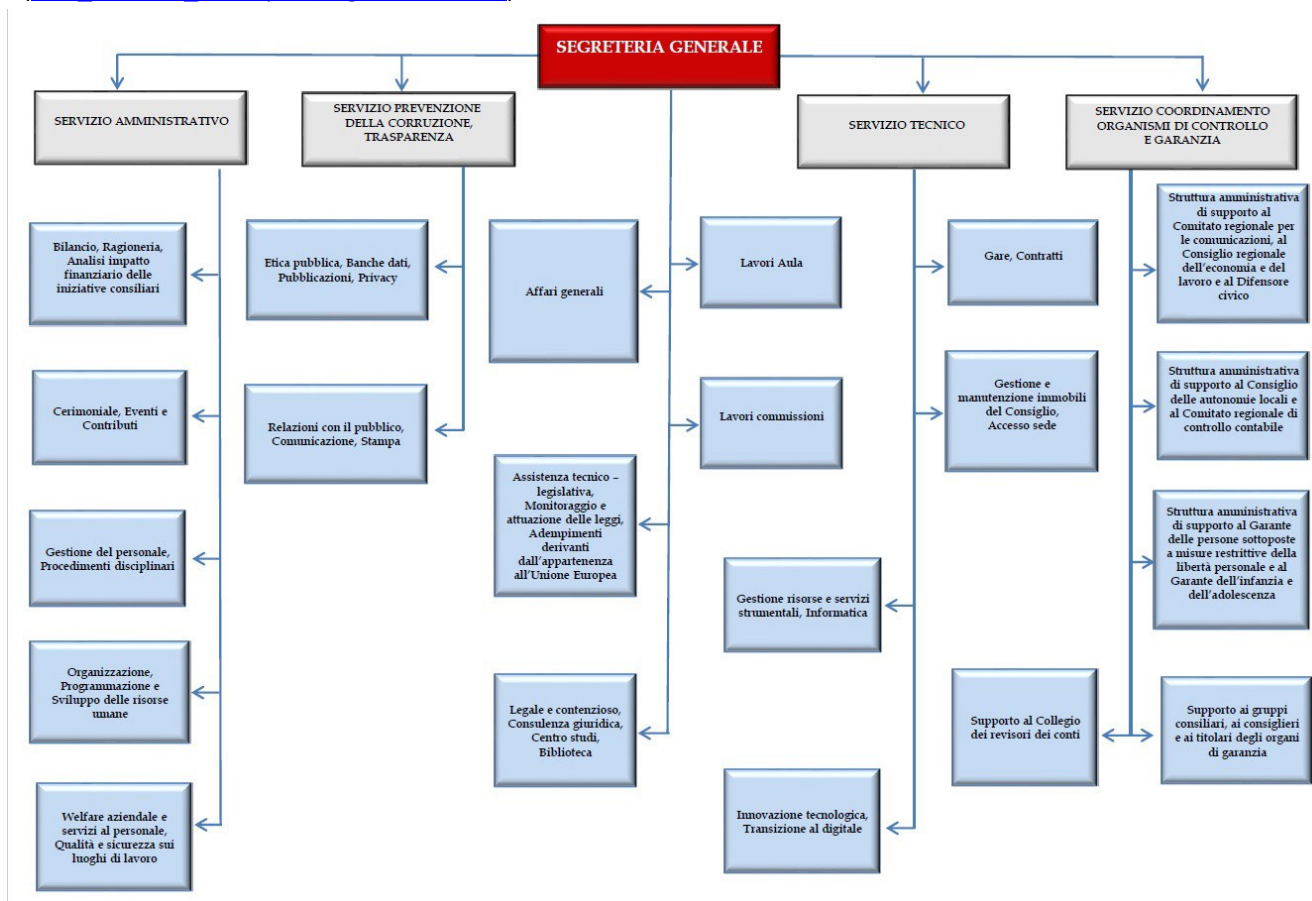 SEGRETERIA GENERALE
SERVIZIO AMMINISTRATIVO
SERVIZIO PREVENZIONE
DELLA CORRUZIONE,
TRASPARENZA
SERVIZIO TECNICO
SERVIZIO COORDINAMENTO
ORGANISMI DI CONTROLLO
E GARANZIA
Bilancio, Ragioneria,
Analisi impatto
finanziario delle
iniziative consiliari
Cerimoniale, Eventi e
Contributi
Gestione del personale,
Procedimenti disciplinari
Organizzazione,
Programmazione e
Sviluppo delle risorse
umane
Welfare aziendale e
servizi al personale,
Qualità e sicurezza sui
luoghi di lavoro
Etica pubblica, Banche dati,
Pubblicazioni, Privacy
Relazioni con il pubblico,
Comunicazione, Stampa
Affari generali
Lavori Aula
Lavori commissioni
Assistenza tecnico –
legislativa,
Monitoraggio e
attuazione delle leggi,
Adempimenti
derivanti
dall'appartenenza
all'Unione Europea
Legale e contenzioso,
Consulenza giuridica,
Centro studi,
Biblioteca
Gare, Contratti
Gestione e
manutenzione immobili
del Consiglio,
Accesso sede
Gestione risorse e servizi
strumentali, Informatica
Innovazione tecnologica,
Transizione al digitale
Struttura amministrativa
di supporto al
Comitato regionale per
le comunicazioni, al
Consiglio regionale
dell'economia e del
lavoro e al Difensore
civico
Struttura amministrativa
di supporto al Consiglio
delle autonomie locali e
al Comitato regionale di
controllo contabile
Struttura amministrativa
di supporto al Garante
delle persone sottoposte
a misure restrittive della
libertà personale e al
Garante dell'infanzia e
dell'adolescenza
Supporto al Collegio
dei revisori dei conti
Supporto ai gruppi
consiliari, ai consiglieri
e ai titolari degli organi
di garanzia